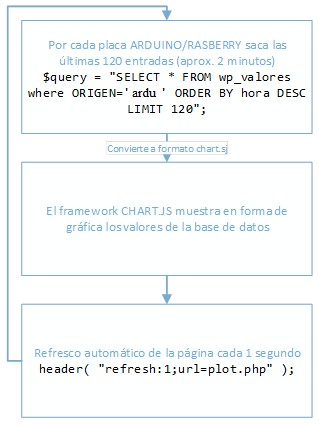 Por cada placa ARDUINO/RASBERRY saca las
últimas 120 entradas (aprox. 2 minutos)
$query = "SELECT * FROM wp_valores
where ORIGEN='ardu' ORDER BY hora DESC
LIMIT 120";
Convierte a formato chart.sj
El framework CHART.JS muestra en forma de
gráfica los valores de la base de datos
Refresco automático de la página cada 1 segundo
header( "refresh:1;url=plot.php" );